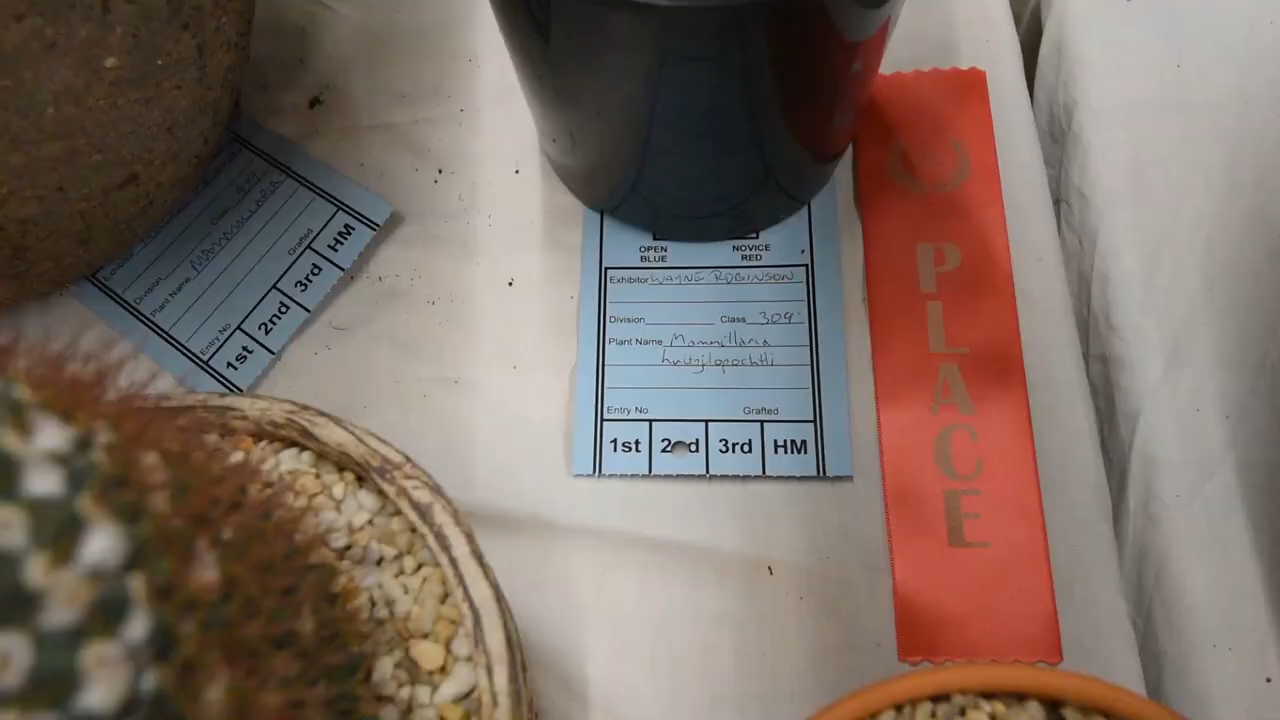 OPEN BLUE
NOVICE RED
Exhibitor WAYNE ROBINSON
Division Class 309
Plant Name Mammillaria
huitzilopochtli
Entry No. Grafted
1st 2nd 3rd HM
Exhibitor
Division Class
Plant Name MAMMILLARIA
Entry No Grafted
1st 2nd 3rd HM
PLACE